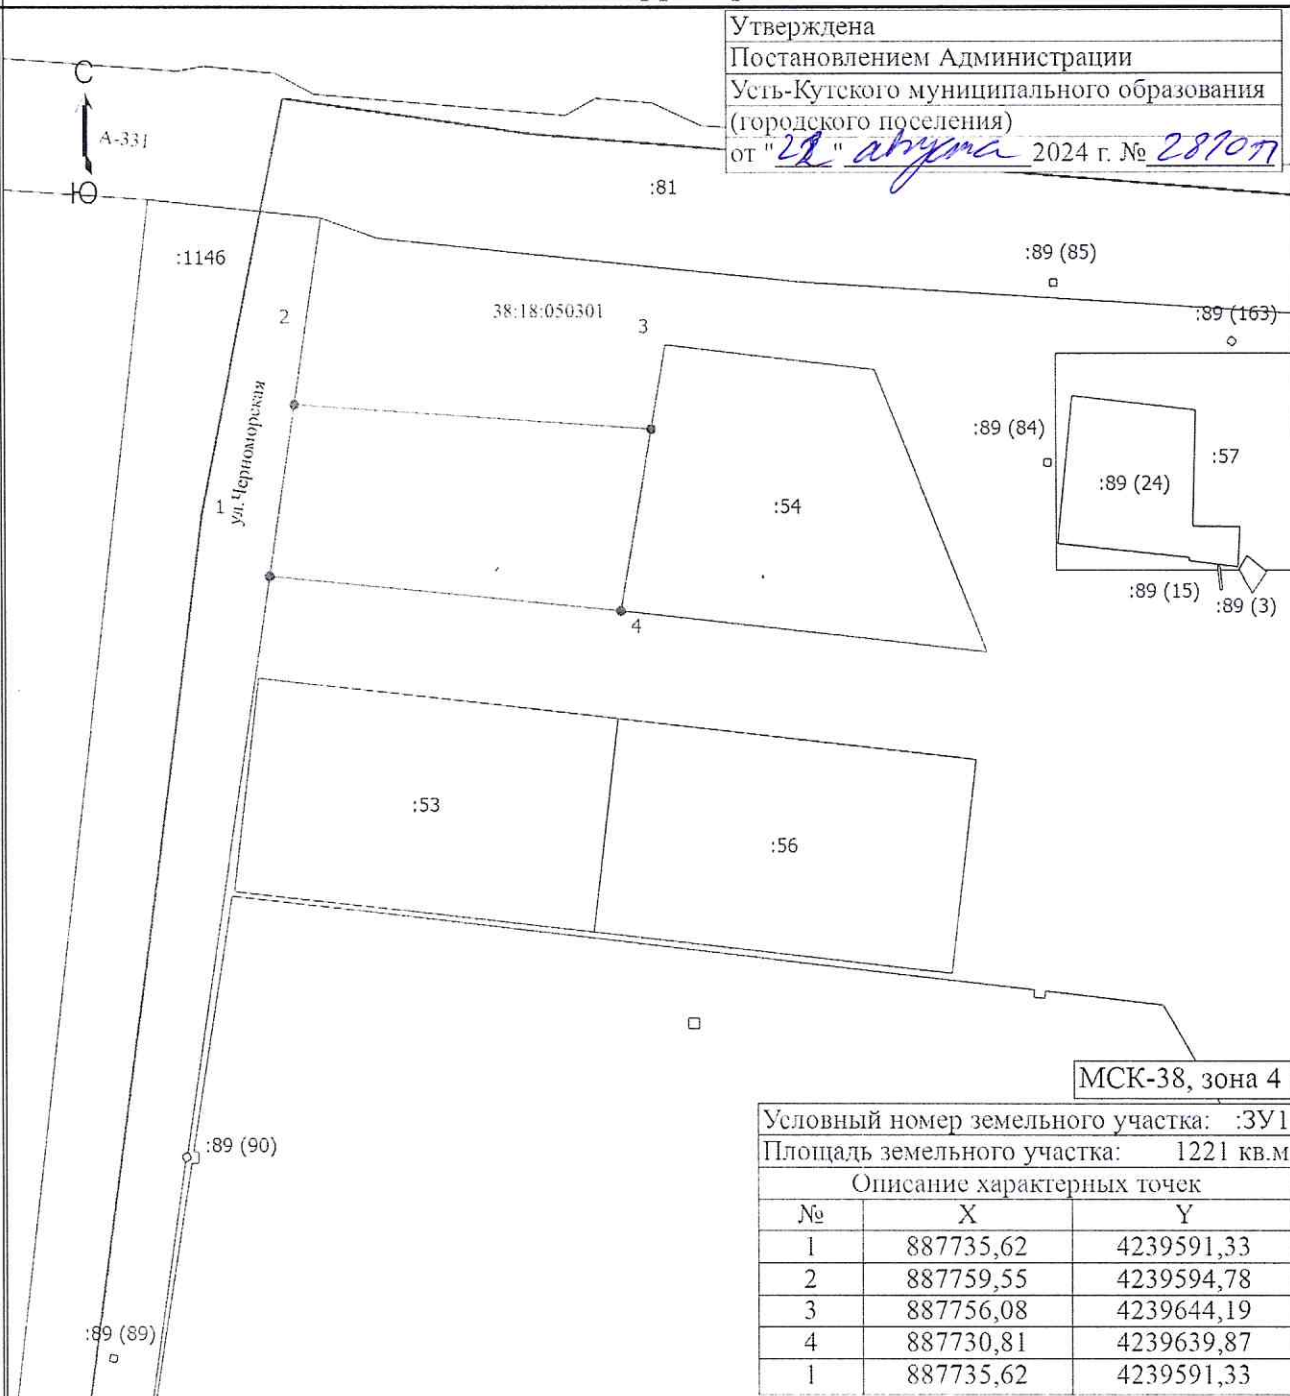 Утверждена
Постановлением Администрации
Усть-Кутского муниципального образования
(городского поселения)
от "22" августа 2024 г. № 2870п
С
А-331
Ю
:81
:1146
:89 (85)
2
38:18:050301
3
:89 (163)
ул.Черноморская
:89 (84)
:57
:89 (24)
1
:54
:89 (15)
:89 (3)
4
:53
:56
МСК-38, зона 4
Условный номер земельного участка: :ЗУ1
Площадь земельного участка: 1221 кв.м
Описание характерных точек
№ X Y
1 887735,62 4239591,33
2 887759,55 4239594,78
3 887756,08 4239644,19
4 887730,81 4239639,87
1 887735,62 4239591,33
:89 (90)
:89 (89)